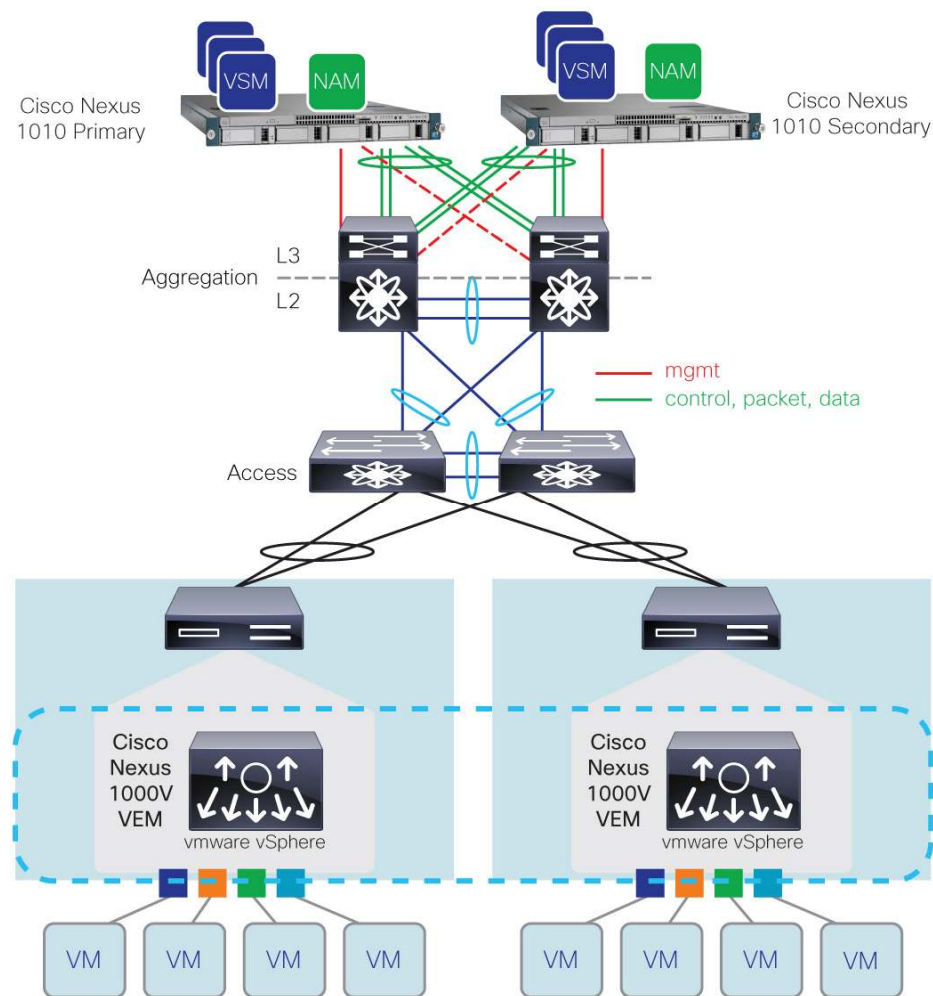 VSM
NAM
VSM
NAM
Cisco Nexus
1010 Primary
Cisco Nexus
1010 Secondary
L3
Aggregation
L2
mgmt
control, packet, data
Access
Cisco
Nexus
1000V
VEM
vmware vSphere
Cisco
Nexus
1000V
VEM
vmware vSphere
VM
VM
VM
VM
VM
VM
VM
VM